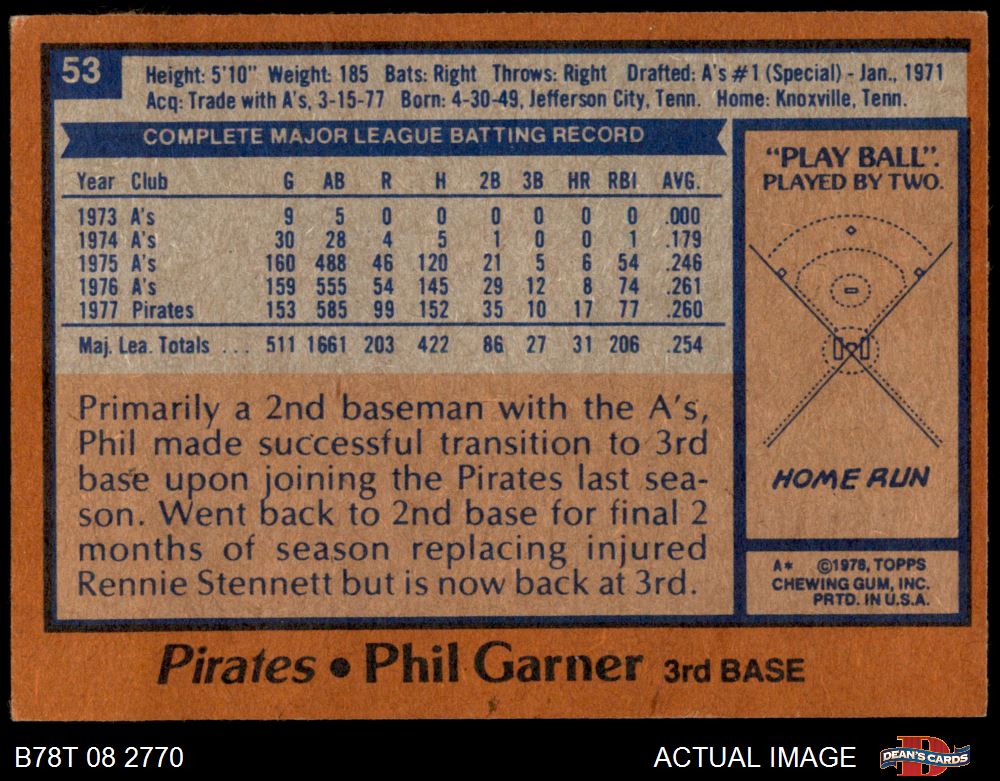 53
Height: 5'10" Weight: 185 Bats: Right Throws: Right Drafted: A's #1 (Special) - Jan., 1971
Acq: Trade with A's, 3-15-77 Born: 4-30-49, Jefferson City, Tenn. Home: Knoxville, Tenn.
COMPLETE MAJOR LEAGUE BATTING RECORD
Year Club G AB R H 2B 3B HR RBI AVG.
1973 A's 9 5 0 0 0 0 0 0 .000
1974 A's 30 28 4 5 1 0 0 1 .179
1975 A's 160 488 46 120 21 5 6 54 .246
1976 A's 159 555 54 145 29 12 8 74 .261
1977 Pirates 153 585 99 152 35 10 17 77 .260
Maj. Lea. Totals ... 511 1661 203 422 86 27 31 206 .254
Primarily a 2nd baseman with the A's,
Phil made successful transition to 3rd
base upon joining the Pirates last sea-
son. Went back to 2nd base for final 2
months of season replacing injured
Rennie Stennett but is now back at 3rd.
"PLAY BALL".
PLAYED BY TWO.
HOME RUN
A* ©1978, TOPPS
CHEWING GUM, INC.
PRTD. IN U.S.A.
Pirates • Phil Garner 3rd BASE
B78T 08 2770
ACTUAL IMAGE
DEAN'S CARDS